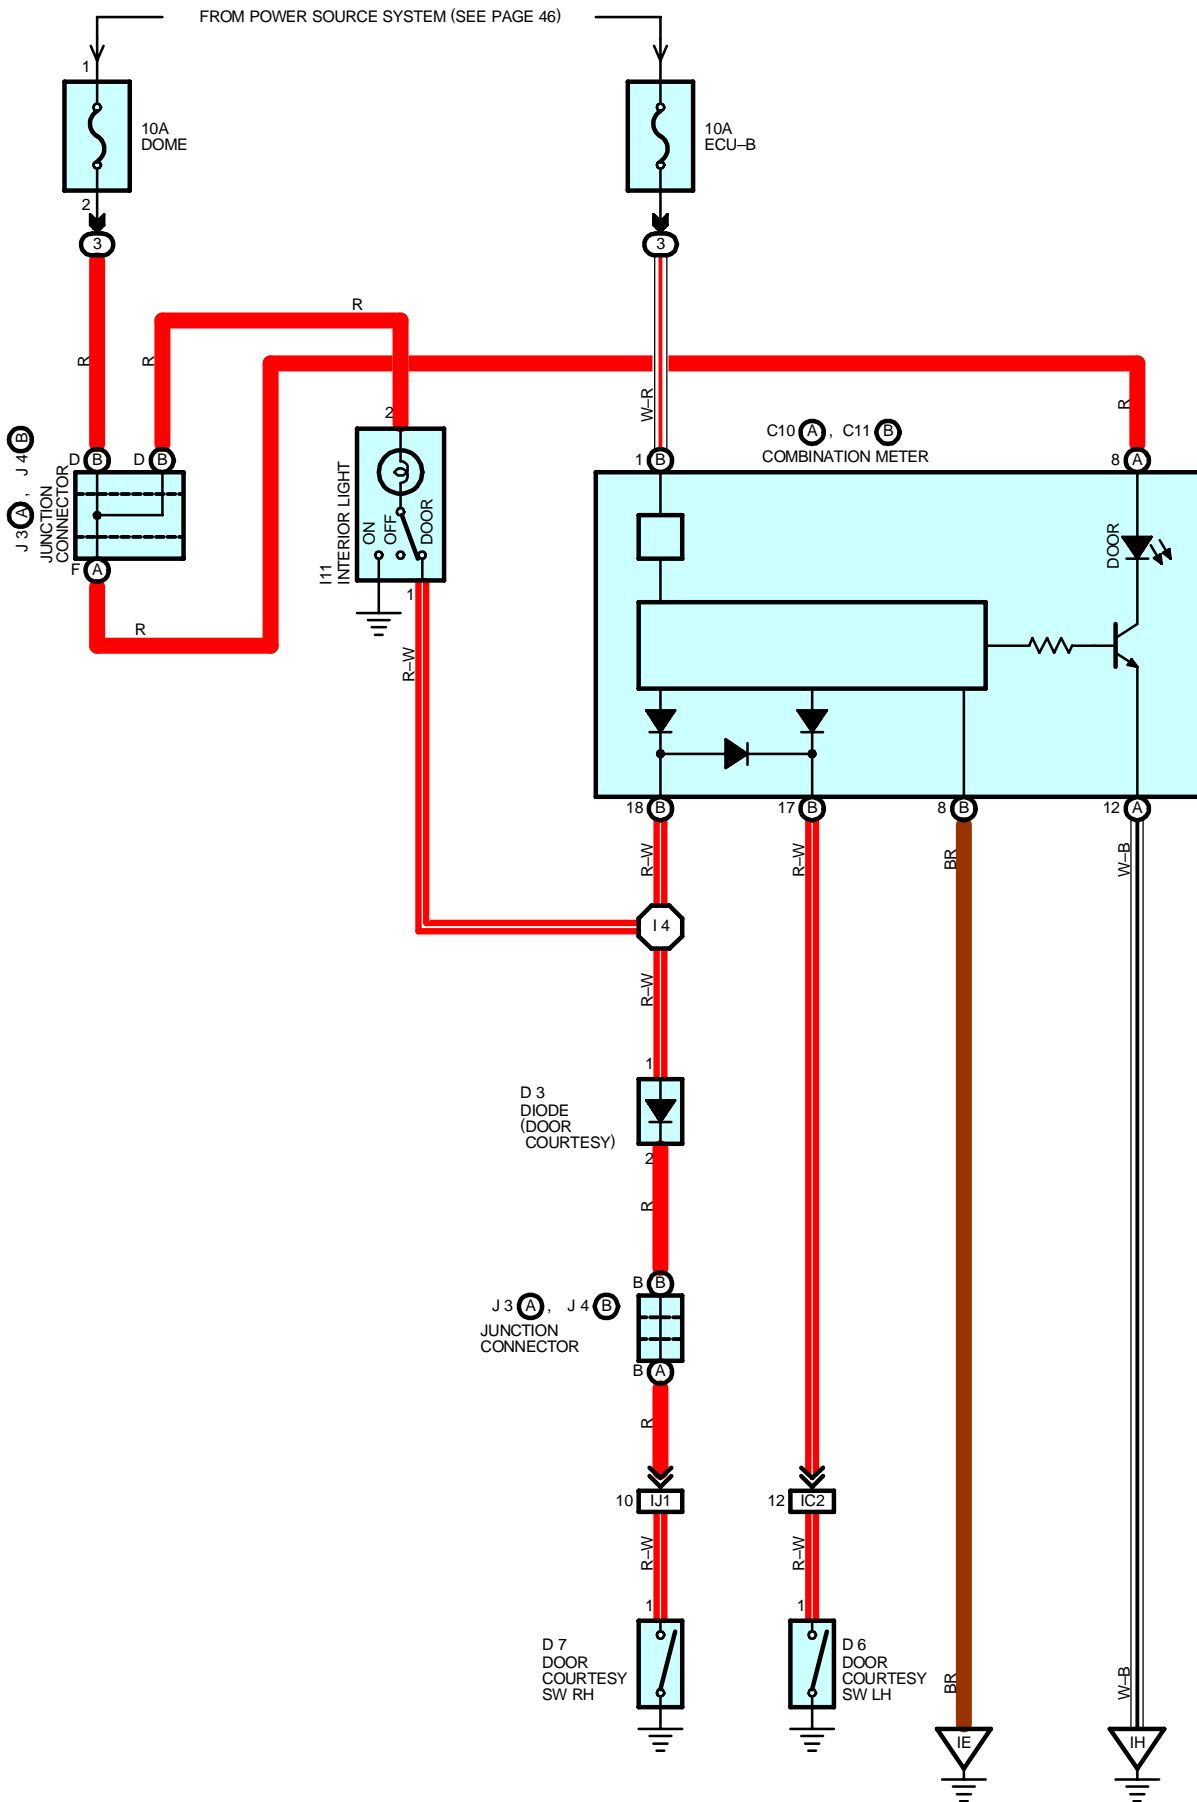 FROM POWER SOURCE SYSTEM (SEE PAGE 46)
1
10A
DOME
10A
ECU–B
2
3
3
R
R
R
W–R
R
2
C10 A , C11 B
COMBINATION METER
J 3 A , J 4 B
JUNCTION
CONNECTOR
D B
D B
1 B
8 A
I11
INTERIOR LIGHT
ON
OFF
DOOR
DOOR
F A
1
R
R–W
18 B
17 B
8 B
12 A
R–W
R–W
BR
W–B
I 4
R–W
1
D 3
DIODE
(DOOR
COURTESY)
2
R
B B
J 3 A , J 4 B
JUNCTION
CONNECTOR
B A
R
10 IJ1
12 IC2
R–W
R–W
1
1
D 7
DOOR
COURTESY
SW RH
D 6
DOOR
COURTESY
SW LH
BR
W–B
IE
IH